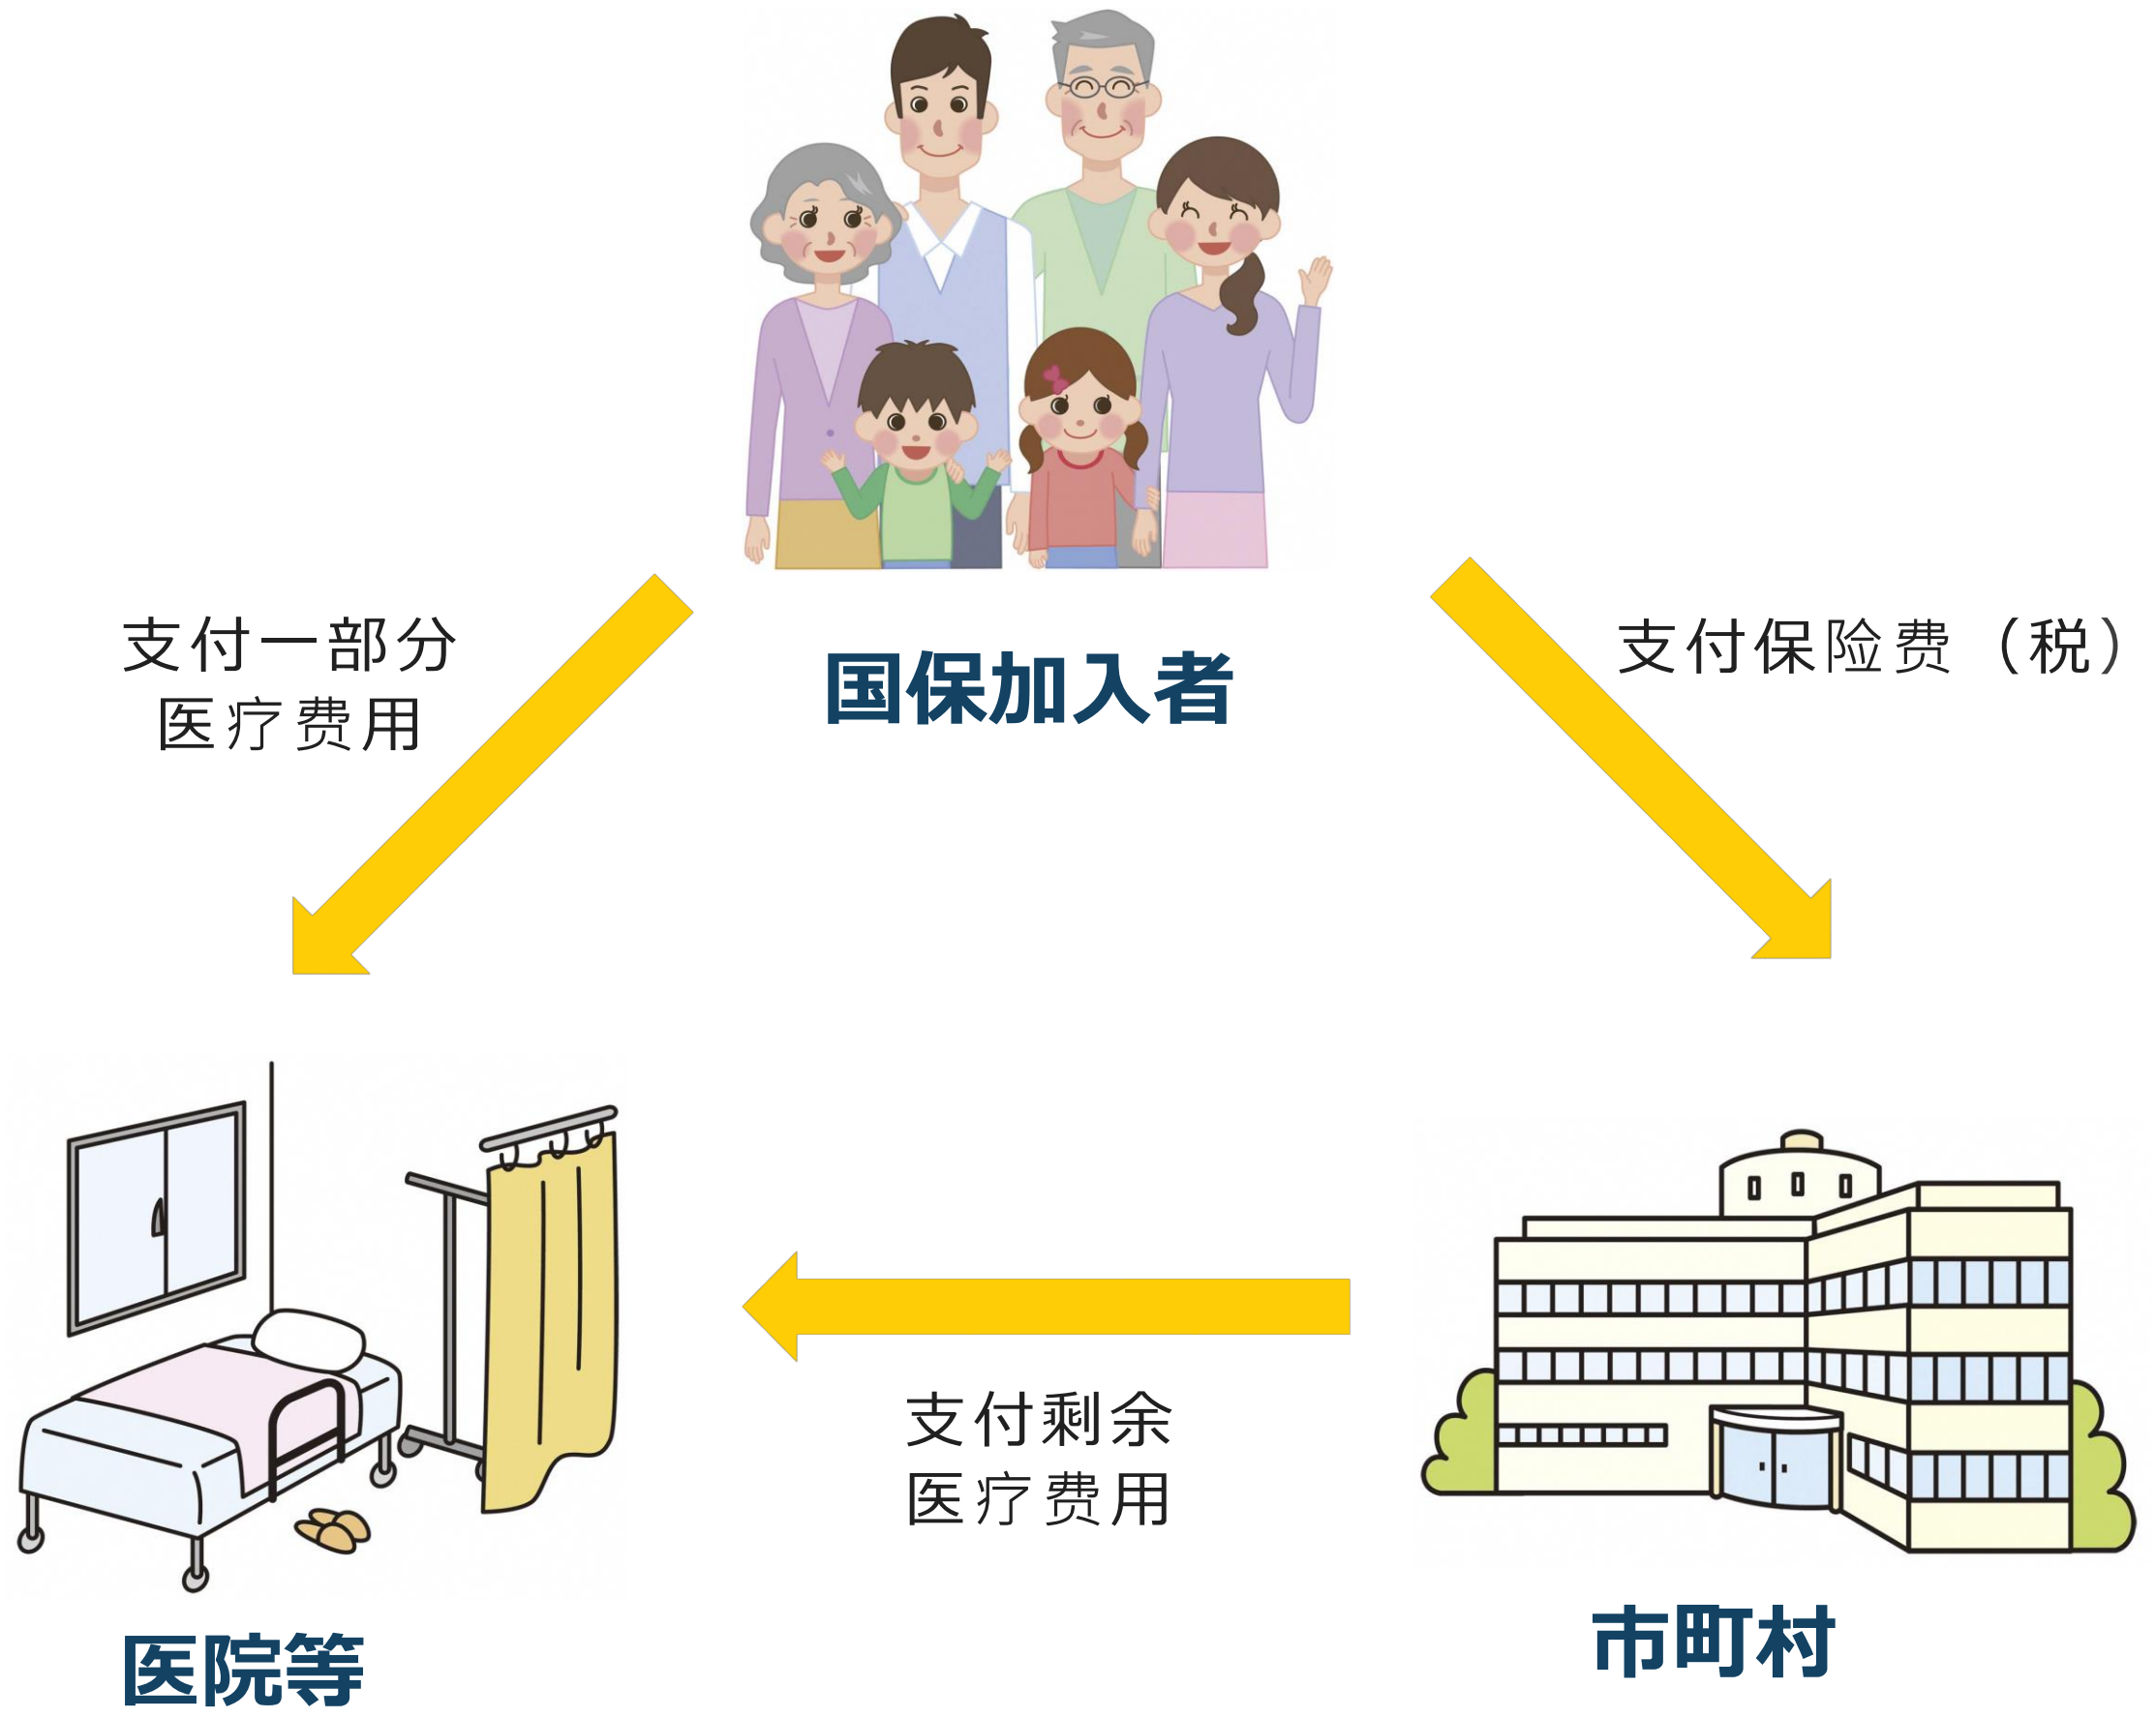 支付一部分
医疗费用
国保加入者
支付保险费（税）
支付剩余
医疗费用
医院等
市町村